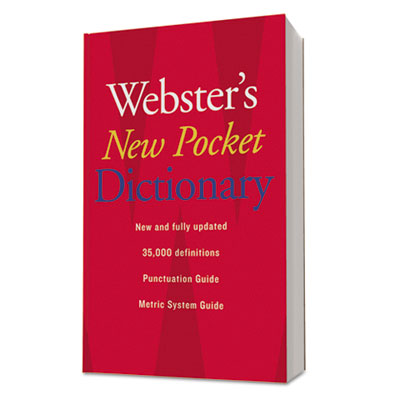 Webster's
New Pocket
Dictionary
New and fully updated
35,000 definitions
Punctuation Guide
Metric System Guide